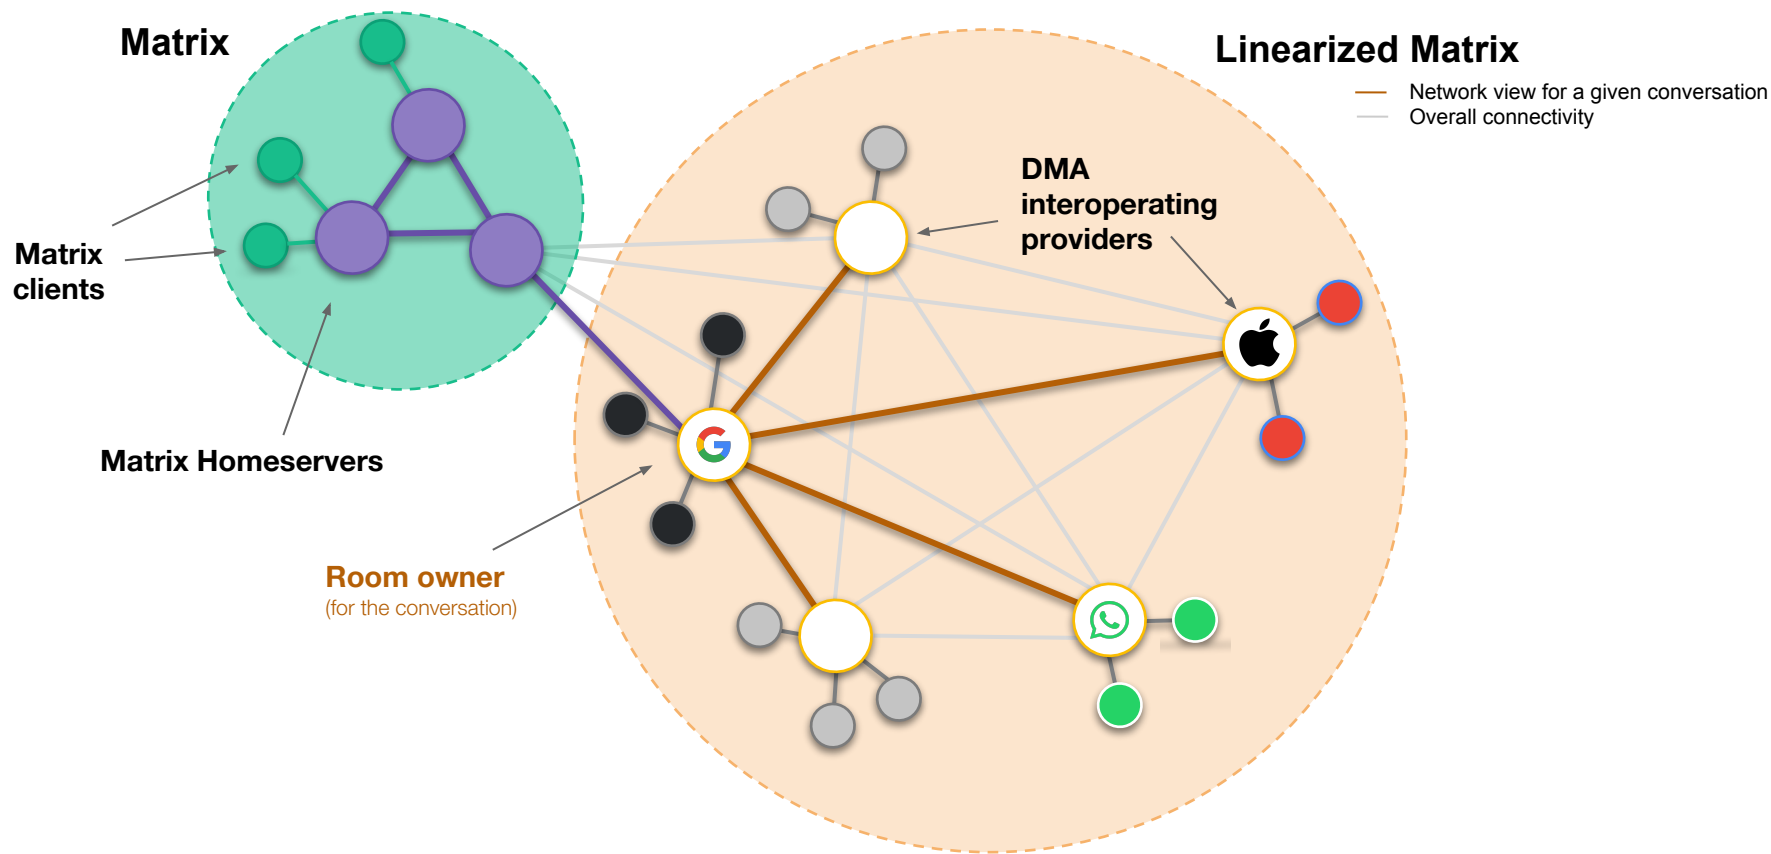 Matrix
Linearized Matrix
Network view for a given conversation
Overall connectivity
DMA
interoperating
providers
Matrix
clients
Matrix Homeservers
Room owner
(for the conversation)
G